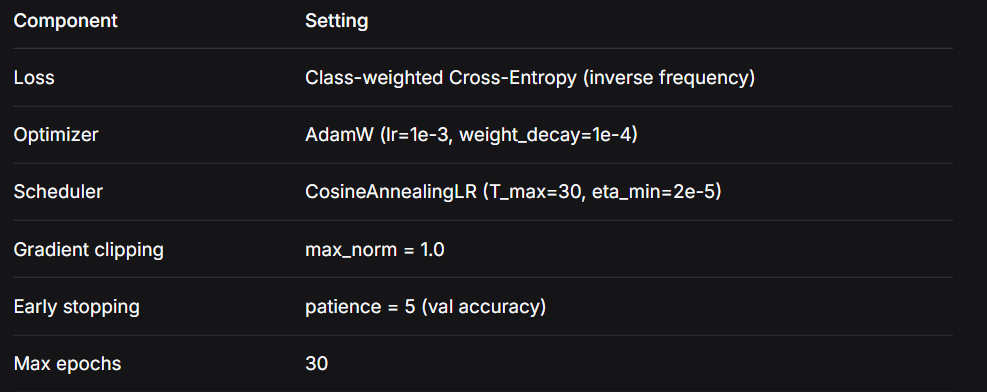 Component Setting
Loss Class-weighted Cross-Entropy (inverse frequency)
Optimizer AdamW (lr=1e-3, weight_decay=1e-4)
Scheduler CosineAnnealingLR (T_max=30, eta_min=2e-5)
Gradient clipping max_norm = 1.0
Early stopping patience = 5 (val accuracy)
Max epochs 30